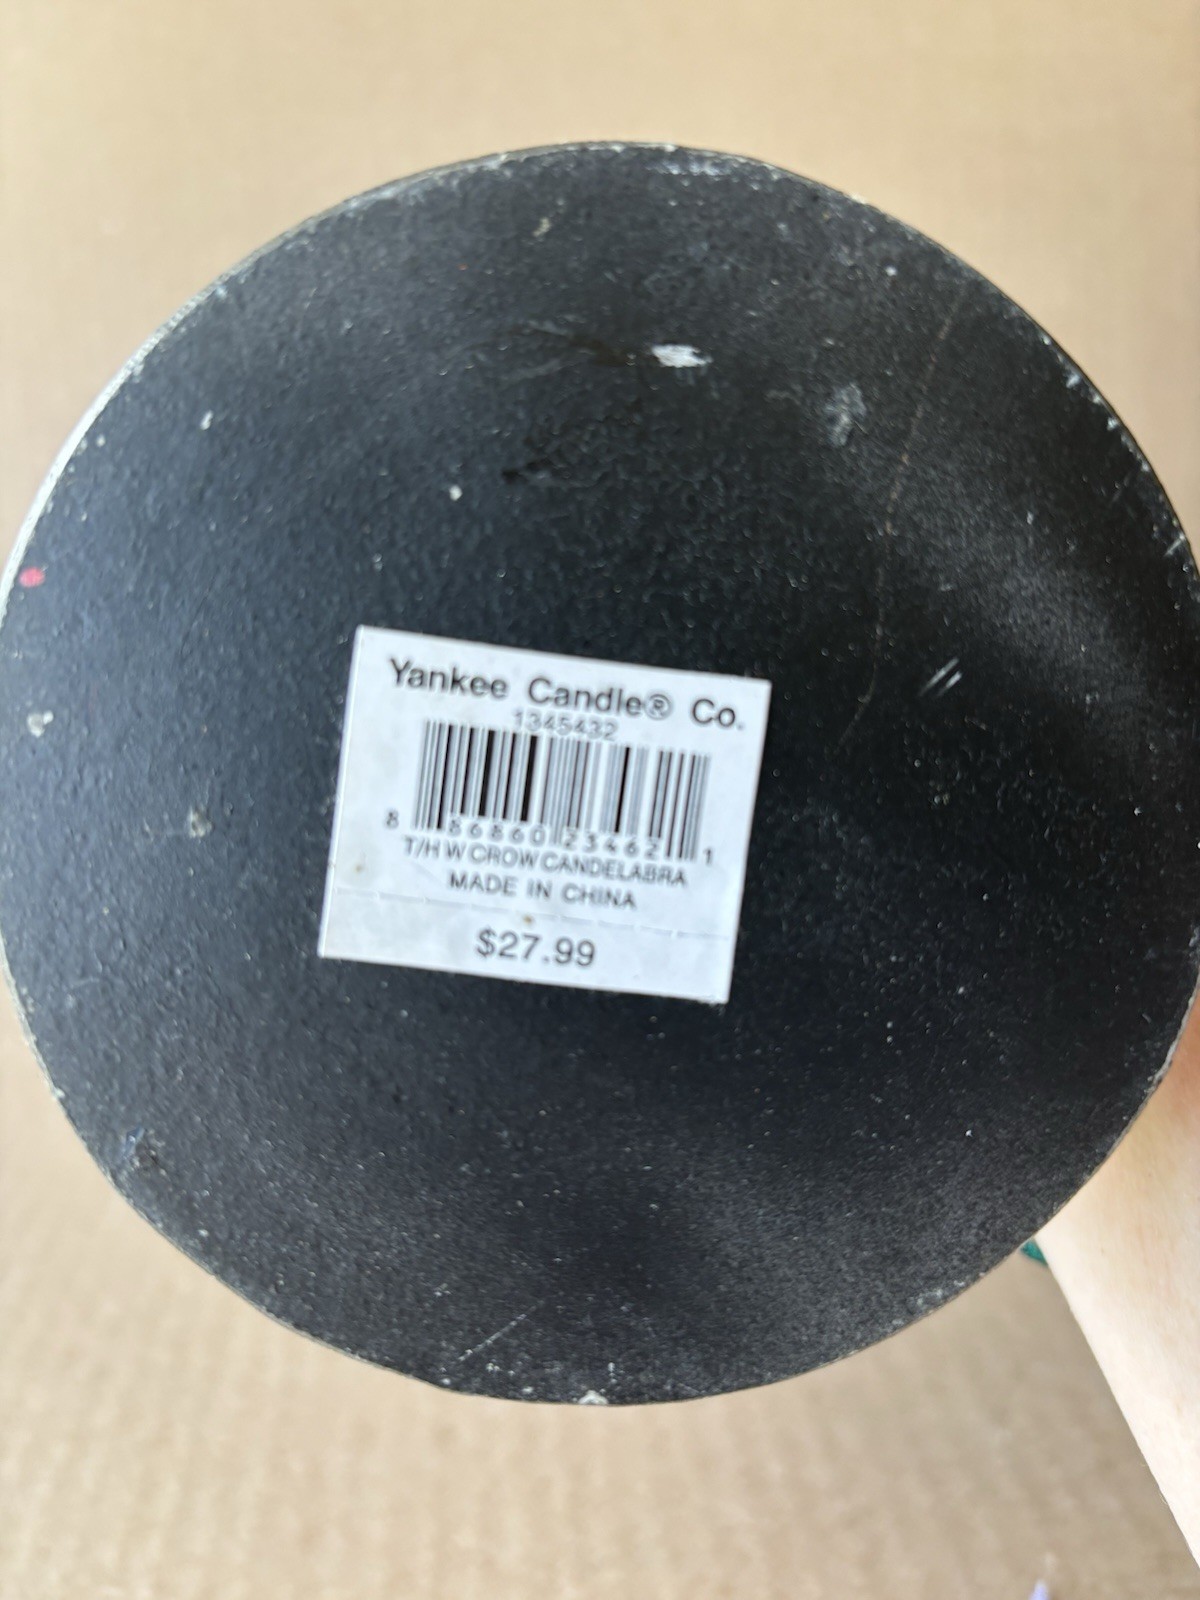 Yankee Candle® Co.
1345432
8 86860 23462 1
T/H W CROW CANDELABRA
MADE IN CHINA
$27.99